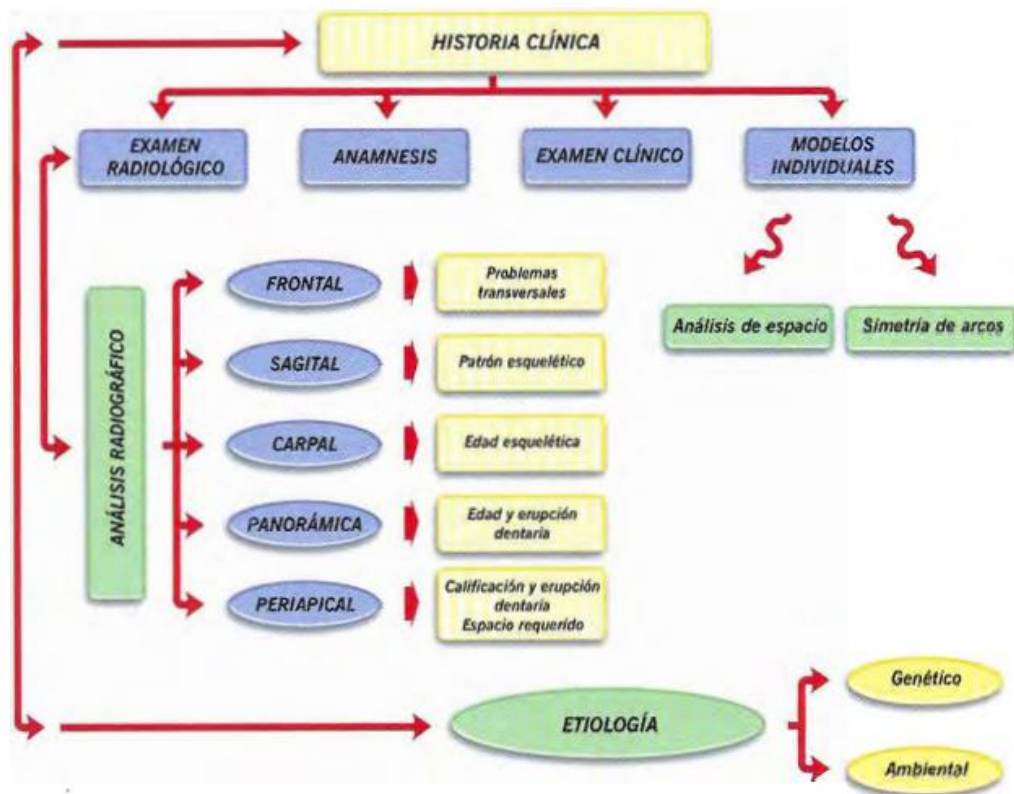 HISTORIA CLÍNICA
EXAMEN
RADIOLÓGICO
ANAMNESIS
EXAMEN CLÍNICO
MODELOS
INDIVIDUALES
Análisis de espacio
Simetría de arcos
ANÁLISIS RADIOGRÁFICO
FRONTAL
Problemas
transversales
SAGITAL
Patrón esquelético
CARPAL
Edad esquelética
PANORÁMICA
Edad y erupción
dentaria
PERIAPICAL
Calificación y erupción
dentaria
Espacio requerido
ETIOLOGÍA
Genético
Ambiental